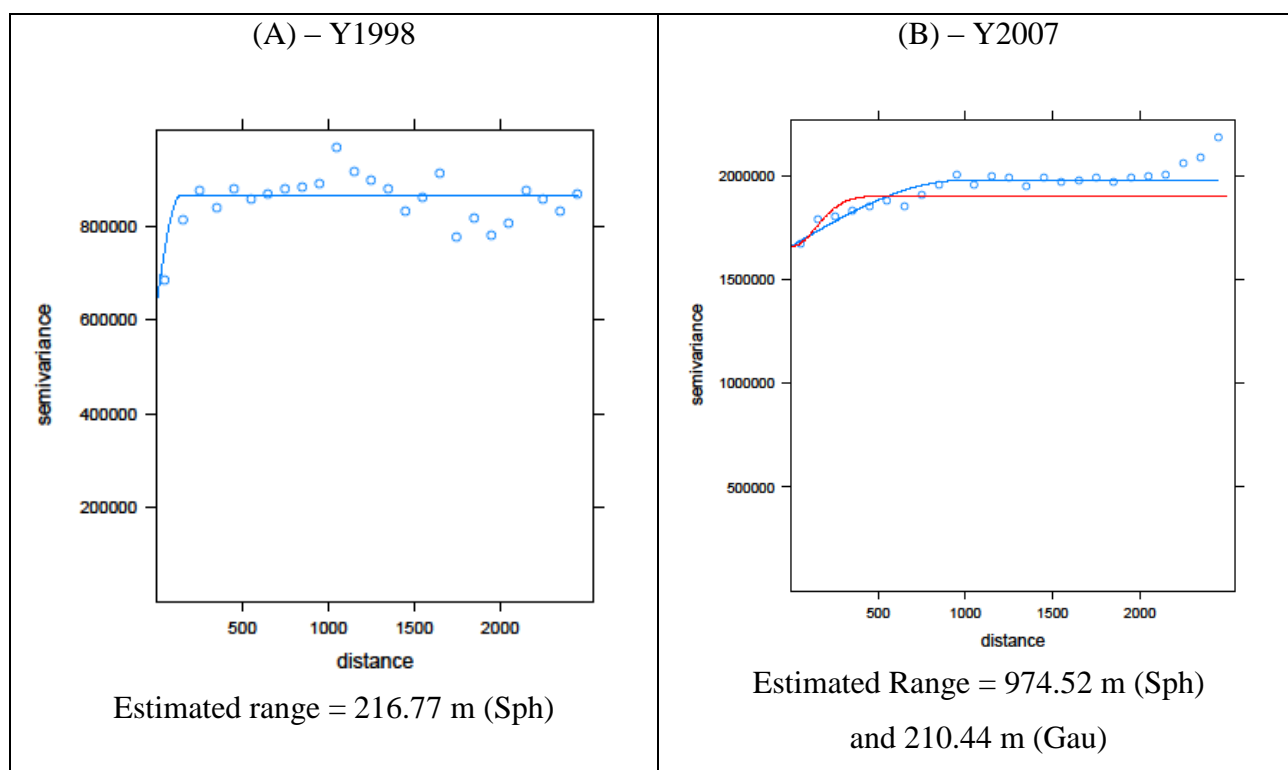 (A) – Y1998
800000
600000
400000
200000
semivariance
500 1000 1500 2000
distance
Estimated range = 216.77 m (Sph)
(B) – Y2007
2000000
1500000
1000000
500000
semivariance
500 1000 1500 2000
distance
Estimated Range = 974.52 m (Sph)
and 210.44 m (Gau)